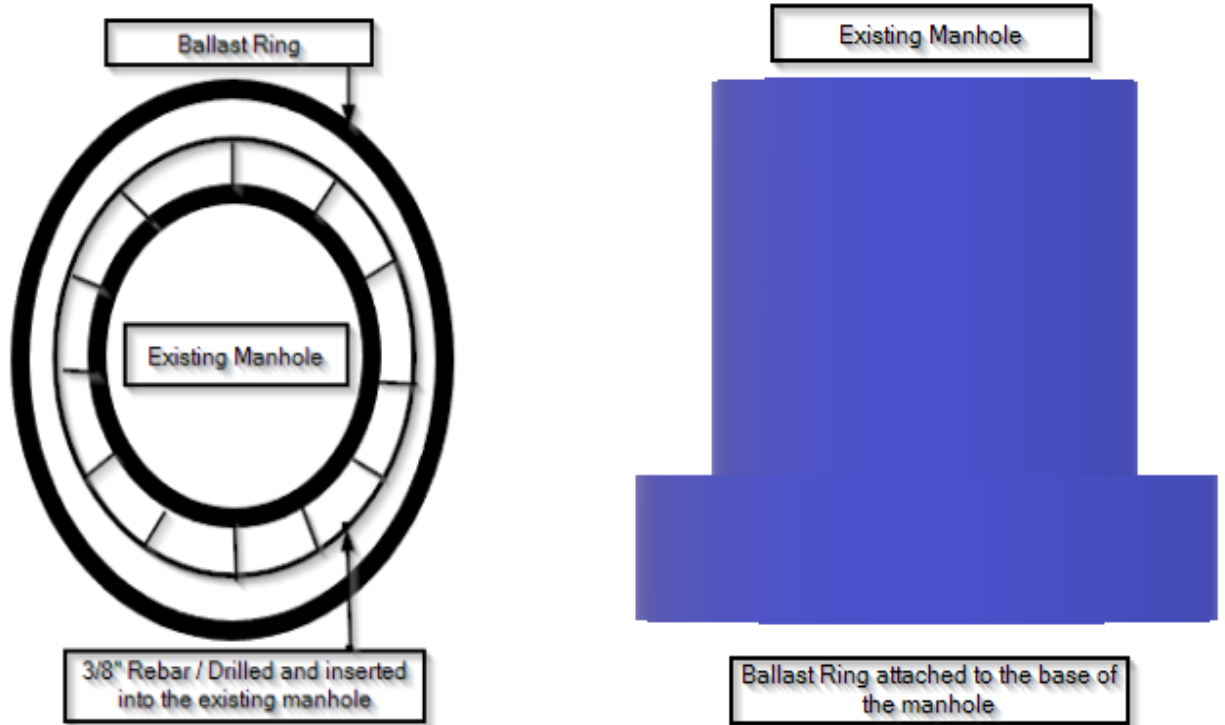 Ballast Ring
Existing Manhole
3/8" Rebar / Drilled and inserted
into the existing manhole
Existing Manhole
Ballast Ring attached to the base of
the manhole